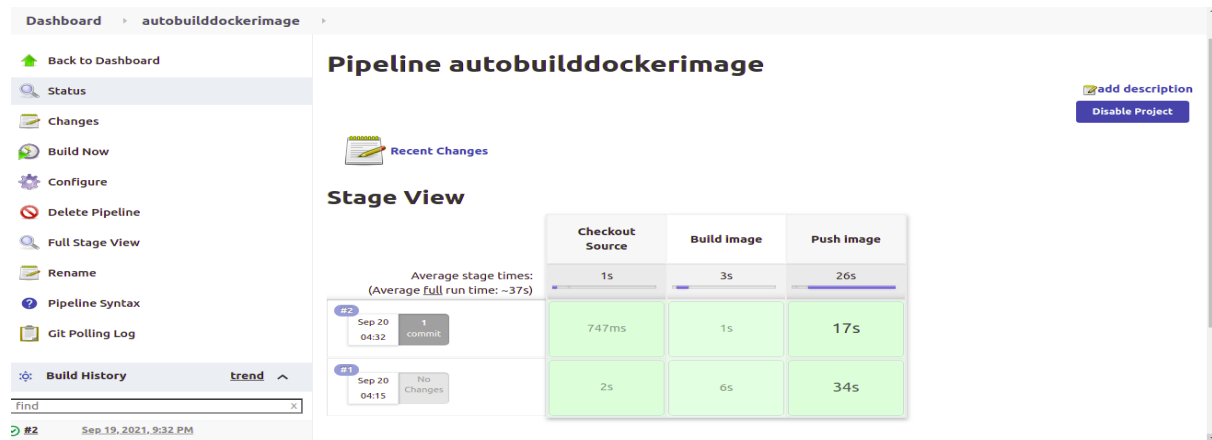 Dashboard autobuilddockerimage
Back to Dashboard
Status
Changes
Build Now
Configure
Delete Pipeline
Full Stage View
Rename
Pipeline Syntax
Git Polling Log
Build History trend
Find x
#2 Sep 19, 2021, 9:32 PM
Pipeline autobuilddockerimage
add description
Disable Project
Recent Changes
Stage View
Checkout Source Build image Push image
Average stage times: 1s 3s 26s
(Average full run time: ~37s)
#2
Sep 20 04:32 1 commit 747ms 1s 17s
#1
Sep 20 04:15 No Changes 2s 6s 34s